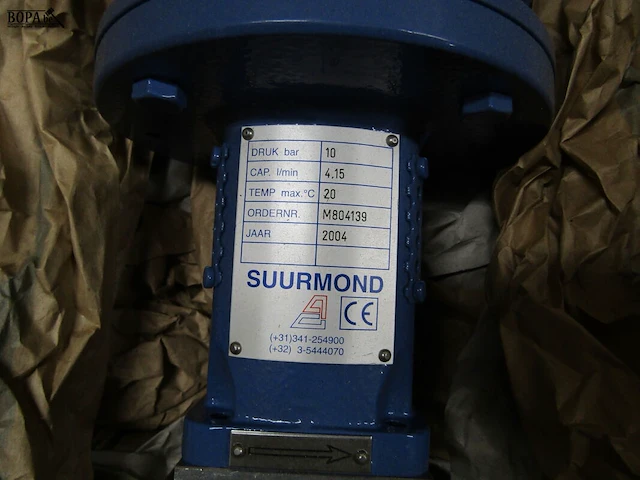 BOPA
DRUK bar 10
CAP. l/min 4.15
TEMP max.°C 20
ORDERNR. M804139
JAAR 2004
SUURMOND
CE
(+31)341-254900
(+32) 3-5444070